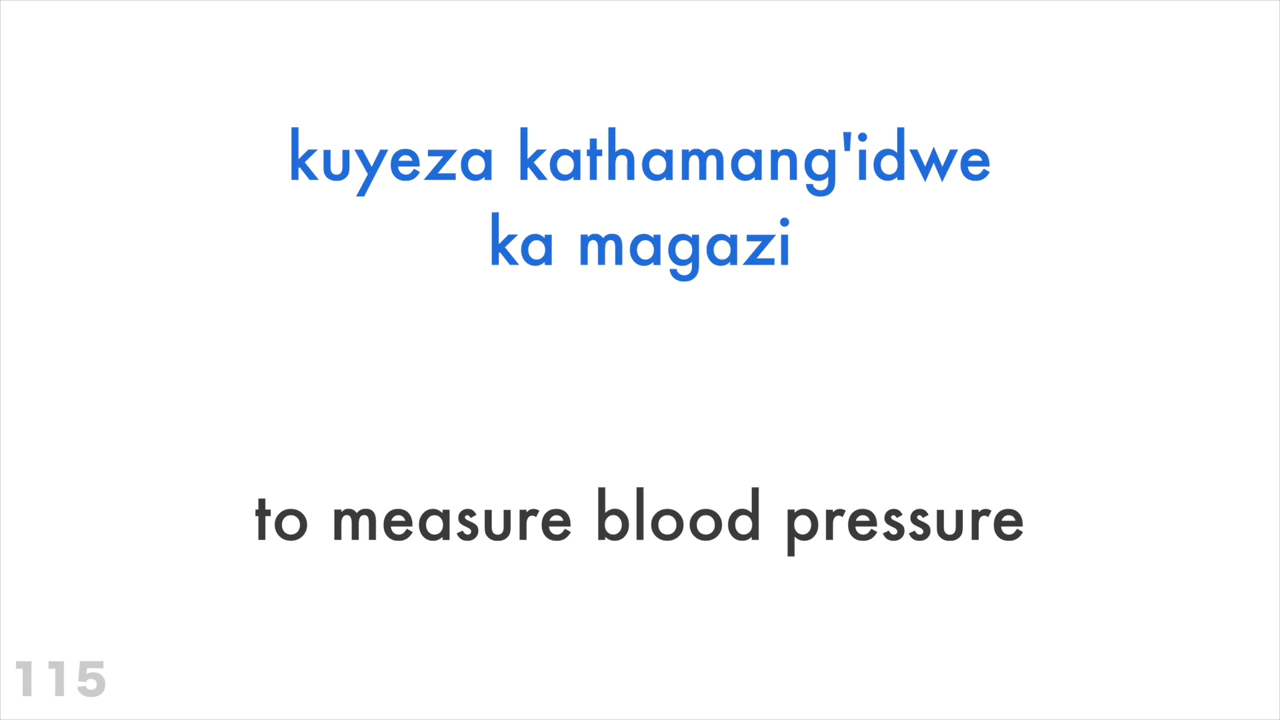 kuyeza kathamang'idwe
ka magazi
to measure blood pressure
115